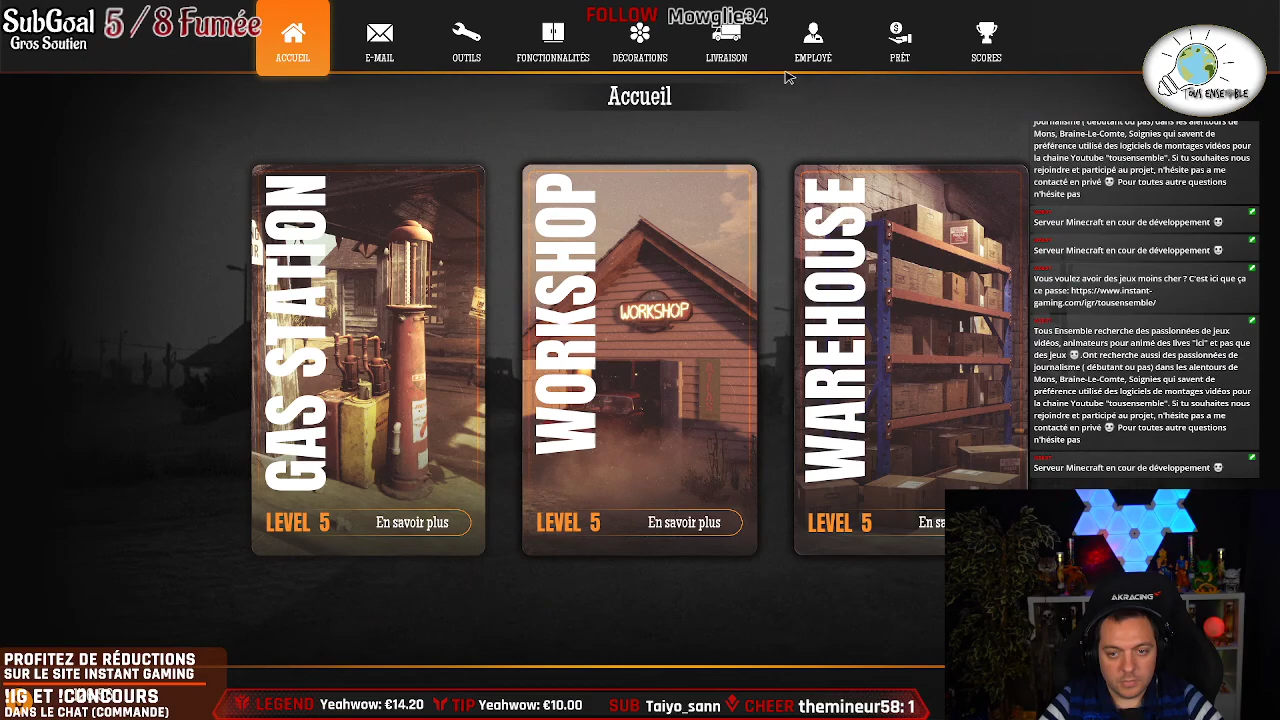 SubGoal
Gros Soutien
5 / 8 Fumée
FOLLOW Mowglie34
ACCUEIL
E-MAIL
OUTILS
FONCTIONNALITÉS
DÉCORATIONS
LIVRAISON
EMPLOYÉ
PRÊT
SCORES
TOUS ENSEMBLE
Accueil
GAS STATION
LEVEL 5
En savoir plus
WORKSHOP
WORKSHOP
LEVEL 5
En savoir plus
WAREHOUSE
LEVEL 5
En sa
journalisme ( débutant ou pas) dans les alentours de
Mons, Braine-Le-Comte, Soignies qui savent de
préférence utilisé des logiciels de montages vidéos pour
la chaine Youtube "tousensemble". Si tu souhaites nous
rejoindre et participé au projet, n'hésite pas a me
contacté en privé Pour toutes autre questions
n'hésite pas
Serveur Minecraft en cour de développement
Serveur Minecraft en cour de développement
Vous voulez avoir des jeux moins cher ? C'est ici que ça
ce passe: https://www.instant-
gaming.com/igr/tousensemble/
Tous Ensemble recherche des passionnées de jeux
vidéos, animateurs pour animé des lives "ici" et pas que
des jeux .Ont recherche aussi des passionnées de
journalisme ( débutant ou pas) dans les alentours de
Mons, Braine-Le-Comte, Soignies qui savent de
préférence utilisé des logiciels de montages vidéos pour
la chaine Youtube "tousensemble". Si tu souhaites nous
rejoindre et participé au projet, n'hésite pas a me
contacté en privé Pour toutes autre questions
n'hésite pas
Serveur Minecraft en cour de développement
AKRACING
PROFITEZ DE RÉDUCTIONS
SUR LE SITE INSTANT GAMING
!IG ET !CONCOURS
DANS LE CHAT (COMMANDE)
LEGEND Yeahwow: €14.20
TIP Yeahwow: €10.00
SUB Taiyo_sann
CHEER themineur58: 1